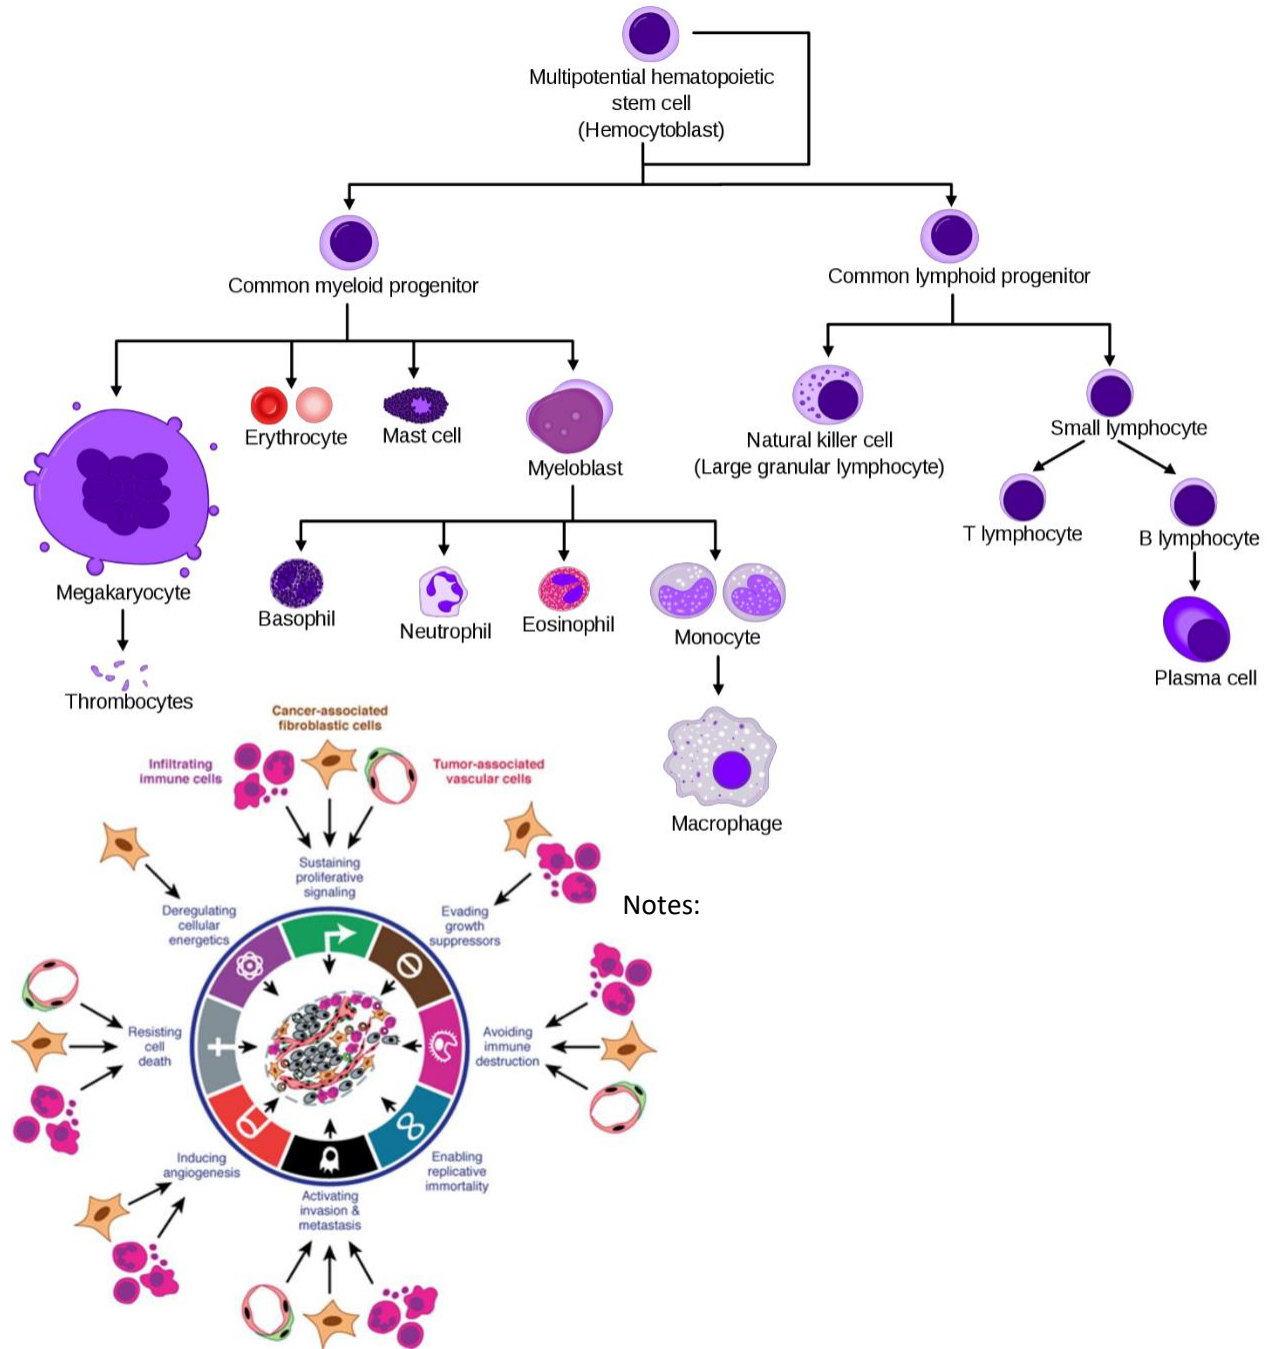 Multipotential hematopoietic
stem cell
(Hemocytoblast)
Common myeloid progenitor
Common lymphoid progenitor
Erythrocyte
Mast cell
Myeloblast
Natural killer cell
(Large granular lymphocyte)
Small lymphocyte
T lymphocyte
B lymphocyte
Megakaryocyte
Basophil
Neutrophil
Eosinophil
Monocyte
Plasma cell
Thrombocytes
Macrophage
Cancer-associated
fibroblastic cells
Infiltrating
immune cells
Tumor-associated
vascular cells
Sustaining
proliferative
signaling
Deregulating
cellular
energetics
Evading
growth
suppressors
Notes:
Resisting
cell
death
Avoiding
immune
destruction
Inducing
angiogenesis
Enabling
replicative
immortality
Activating
invasion &
metastasis